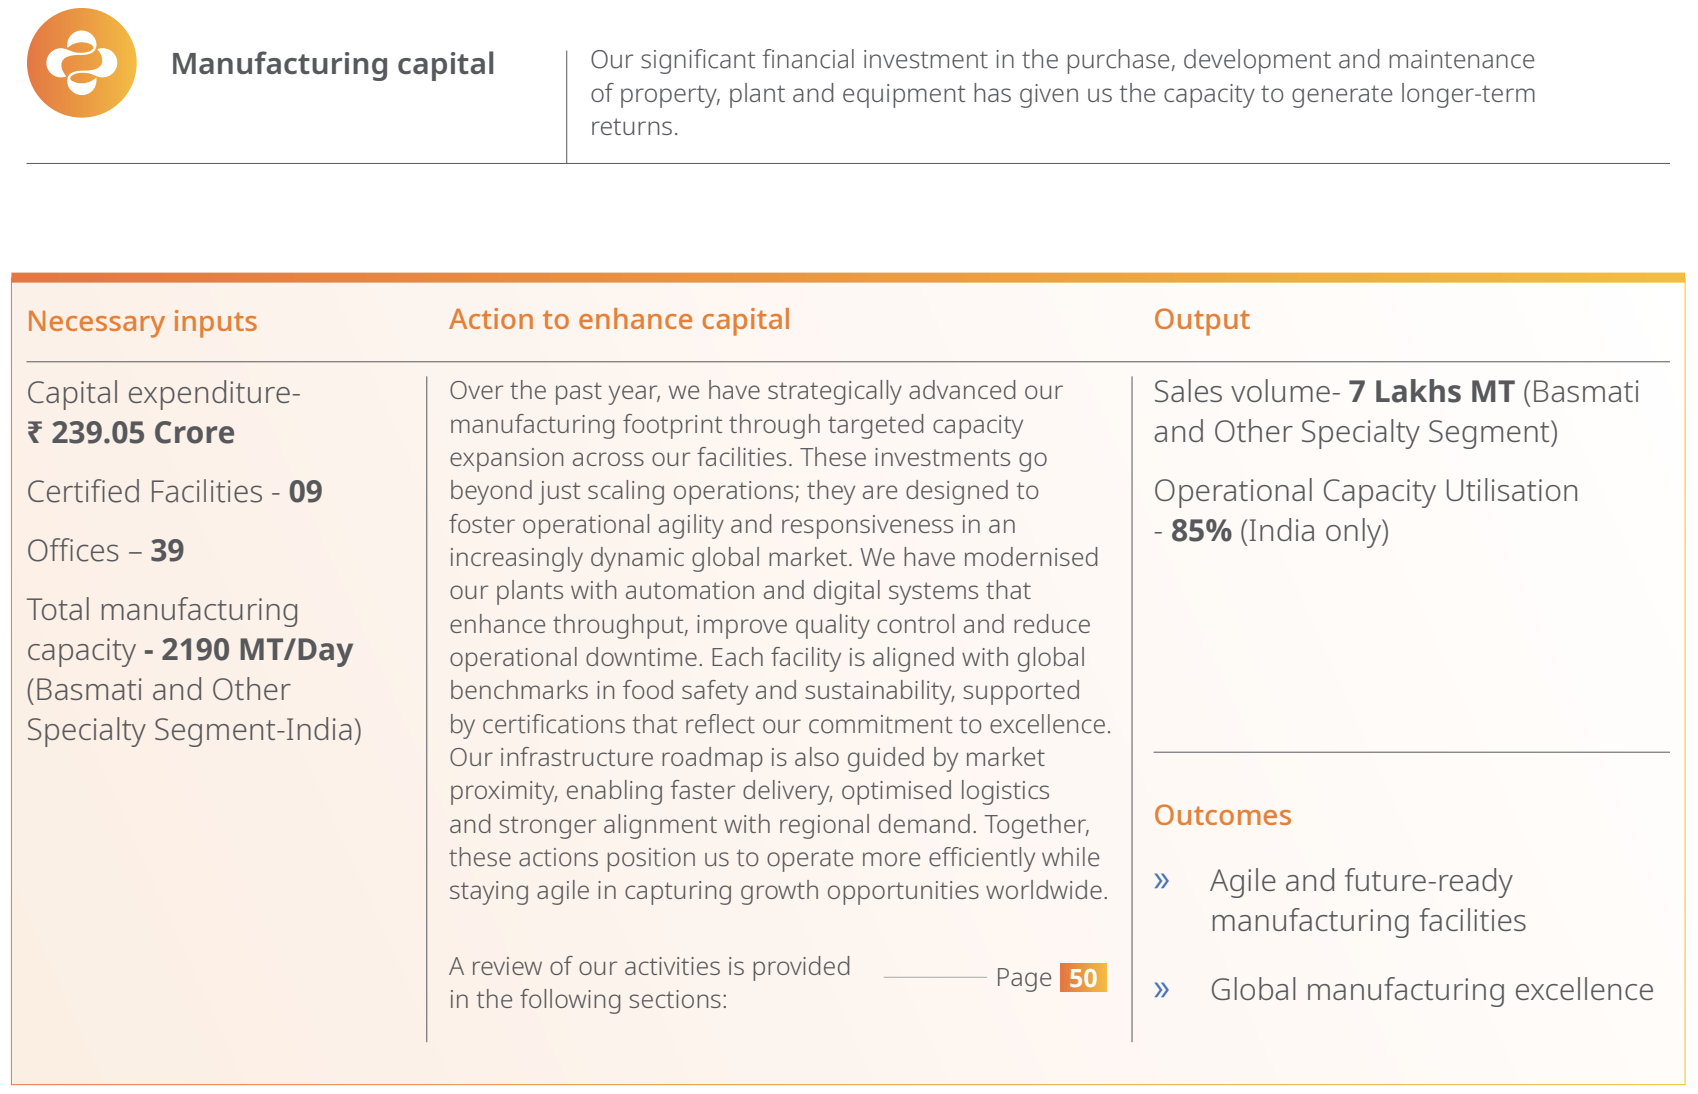 Manufacturing capital
Our significant financial investment in the purchase, development and maintenance
of property, plant and equipment has given us the capacity to generate longer-term
returns.
Necessary inputs
Capital expenditure-
₹ 239.05 Crore
Certified Facilities - 09
Offices – 39
Total manufacturing
capacity - 2190 MT/Day
(Basmati and Other
Specialty Segment-India)
Action to enhance capital
Over the past year, we have strategically advanced our
manufacturing footprint through targeted capacity
expansion across our facilities. These investments go
beyond just scaling operations; they are designed to
foster operational agility and responsiveness in an
increasingly dynamic global market. We have modernised
our plants with automation and digital systems that
enhance throughput, improve quality control and reduce
operational downtime. Each facility is aligned with global
benchmarks in food safety and sustainability, supported
by certifications that reflect our commitment to excellence.
Our infrastructure roadmap is also guided by market
proximity, enabling faster delivery, optimised logistics
and stronger alignment with regional demand. Together,
these actions position us to operate more efficiently while
staying agile in capturing growth opportunities worldwide.
A review of our activities is provided
in the following sections:
Page 50
Output
Sales volume- 7 Lakhs MT (Basmati
and Other Specialty Segment)
Operational Capacity Utilisation
- 85% (India only)
Outcomes
» Agile and future-ready
manufacturing facilities
» Global manufacturing excellence